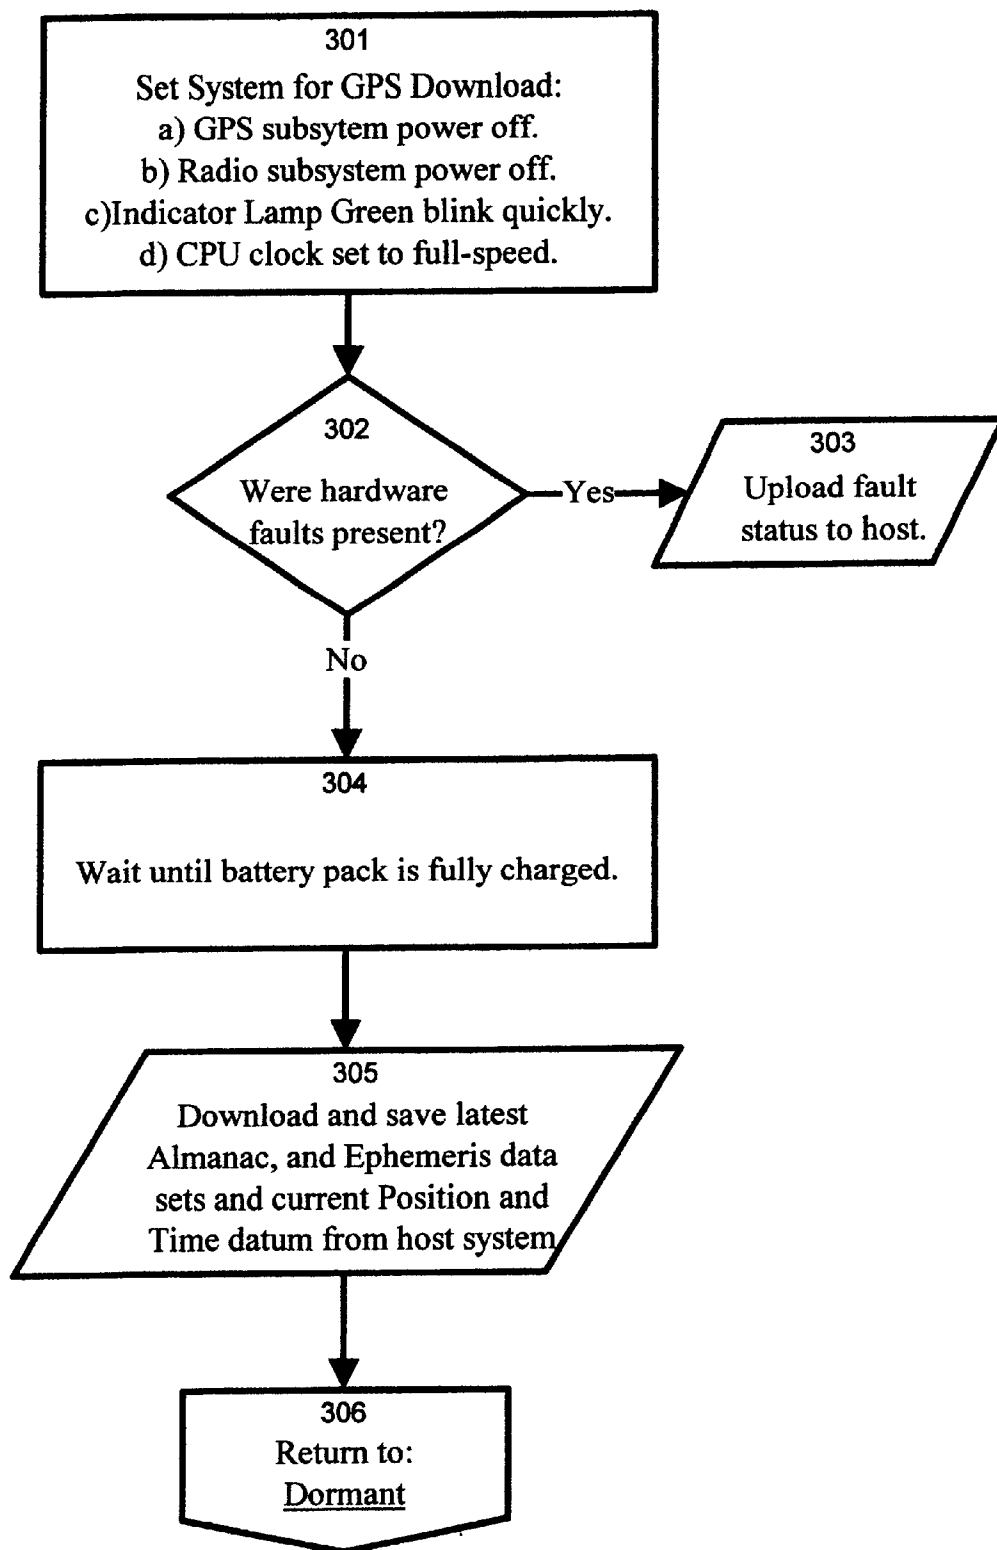 301
Set System for GPS Download:
a) GPS subsytem power off.
b) Radio subsystem power off.
c)Indicator Lamp Green blink quickly.
d) CPU clock set to full-speed.
302
Were hardware
faults present?
Yes
303
Upload fault
status to host.
No
304
Wait until battery pack is fully charged.
305
Download and save latest
Almanac, and Ephemeris data
sets and current Position and
Time datum from host system
306
Return to:
Dormant